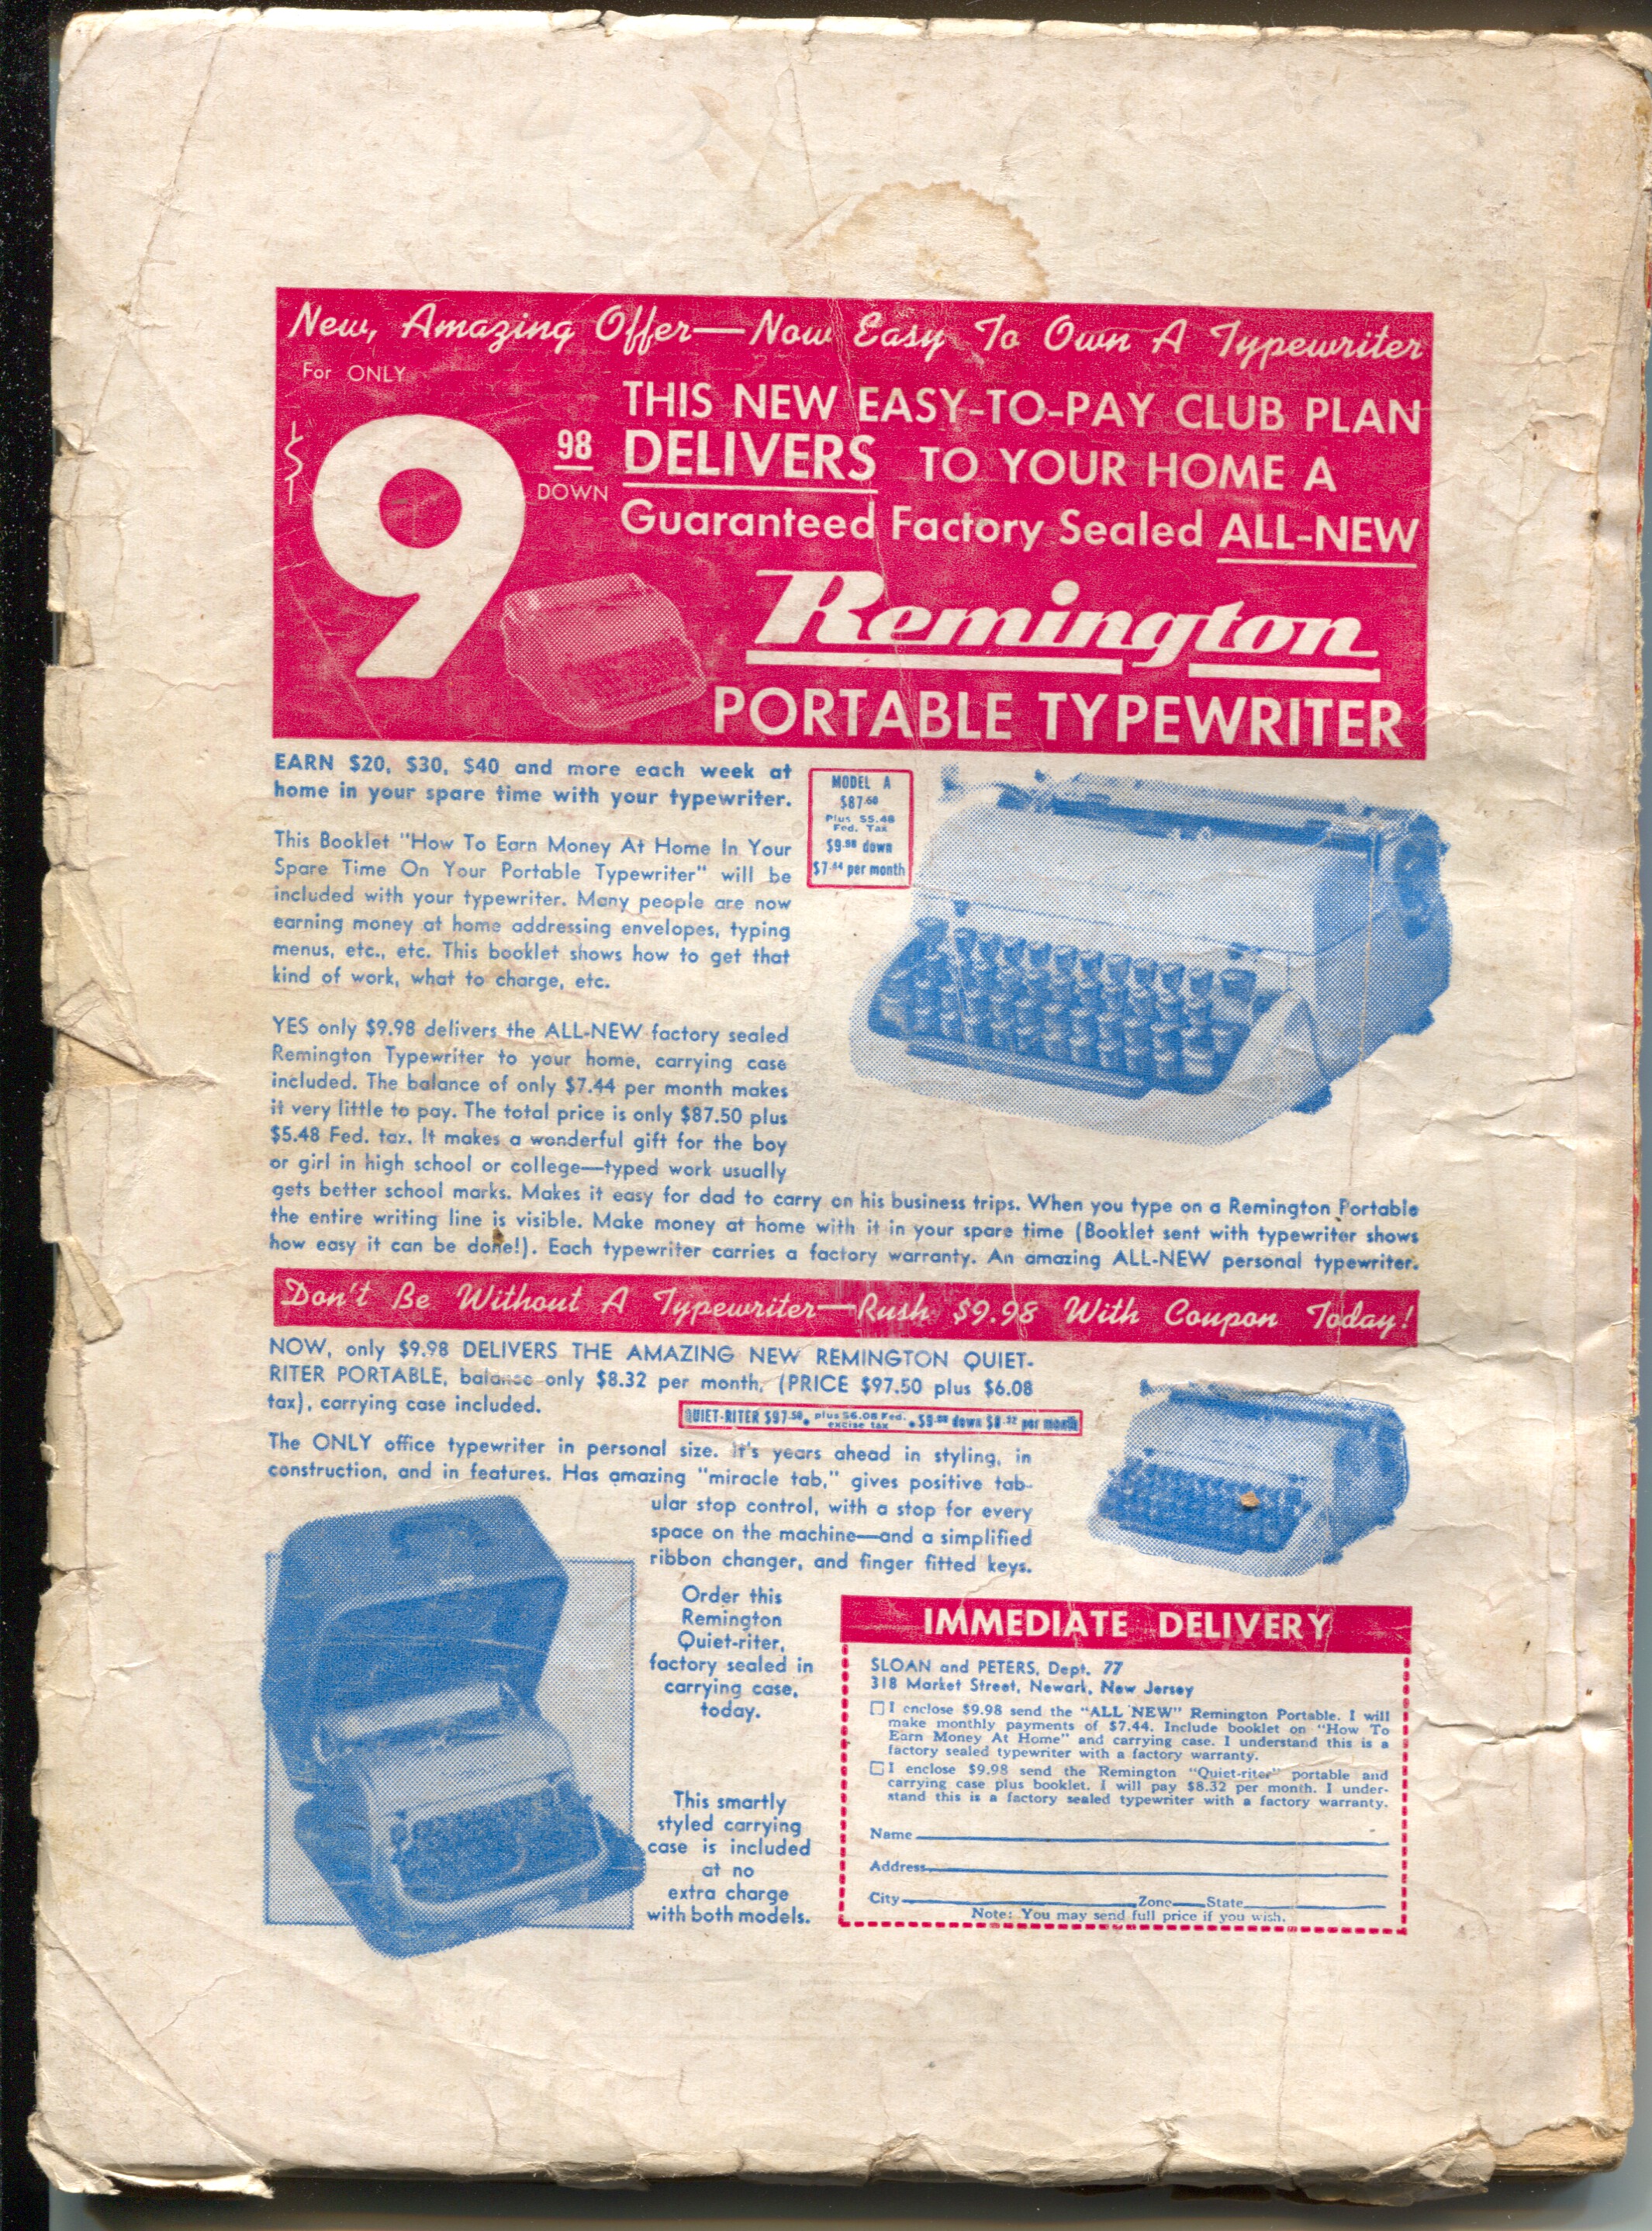 New, Amazing Offer—Now Easy To Own A Typewriter
For ONLY
$9 98 DOWN
THIS NEW EASY-TO-PAY CLUB PLAN
DELIVERS TO YOUR HOME A
Guaranteed Factory Sealed ALL-NEW
Remington
PORTABLE TYPEWRITER
EARN $20, $30, $40 and more each week at
home in your spare time with your typewriter.
This Booklet "How To Earn Money At Home In Your
Spare Time On Your Portable Typewriter" will be
included with your typewriter. Many people are now
earning money at home addressing envelopes, typing
menus, etc., etc. This booklet shows how to get that
kind of work, what to charge, etc.
MODEL A
$87.50
Plus $5.48
Fed. Tax
$9.98 down
$7.44 per month
YES only $9.98 delivers the ALL-NEW factory sealed
Remington Typewriter to your home, carrying case
included. The balance of only $7.44 per month makes
it very little to pay. The total price is only $87.50 plus
$5.48 Fed. tax. It makes a wonderful gift for the boy
or girl in high school or college—typed work usually
gets better school marks. Makes it easy for dad to carry on his business trips. When you type on a Remington Portable
the entire writing line is visible. Make money at home with it in your spare time (Booklet sent with typewriter shows
how easy it can be done!). Each typewriter carries a factory warranty. An amazing ALL-NEW personal typewriter.
Don't Be Without A Typewriter—Rush $9.98 With Coupon Today!
NOW, only $9.98 DELIVERS THE AMAZING NEW REMINGTON QUIET-
RITER PORTABLE, balance only $8.32 per month, (PRICE $97.50 plus $6.08
tax), carrying case included.
QUIET-RITER $97.50 • plus $6.08 Fed. excise tax • $9.98 down $8.32 per month
The ONLY office typewriter in personal size. It's years ahead in styling, in
construction, and in features. Has amazing "miracle tab," gives positive tab-
ular stop control, with a stop for every
space on the machine—and a simplified
ribbon changer, and finger fitted keys.
Order this
Remington
Quiet-riter,
factory sealed in
carrying case,
today.
This smartly
styled carrying
case is included
at no
extra charge
with both models.
IMMEDIATE DELIVERY
SLOAN and PETERS, Dept. 77
318 Market Street, Newark, New Jersey
☐ I enclose $9.98 send the "ALL NEW" Remington Portable. I will
make monthly payments of $7.44. Include booklet on "How To
Earn Money At Home" and carrying case. I understand this is a
factory sealed typewriter with a factory warranty.
☐ I enclose $9.98 send the Remington "Quiet-riter" portable and
carrying case plus booklet. I will pay $8.32 per month. I under-
stand this is a factory sealed typewriter with a factory warranty.
Name
Address
City Zone State
Note: You may send full price if you wish.